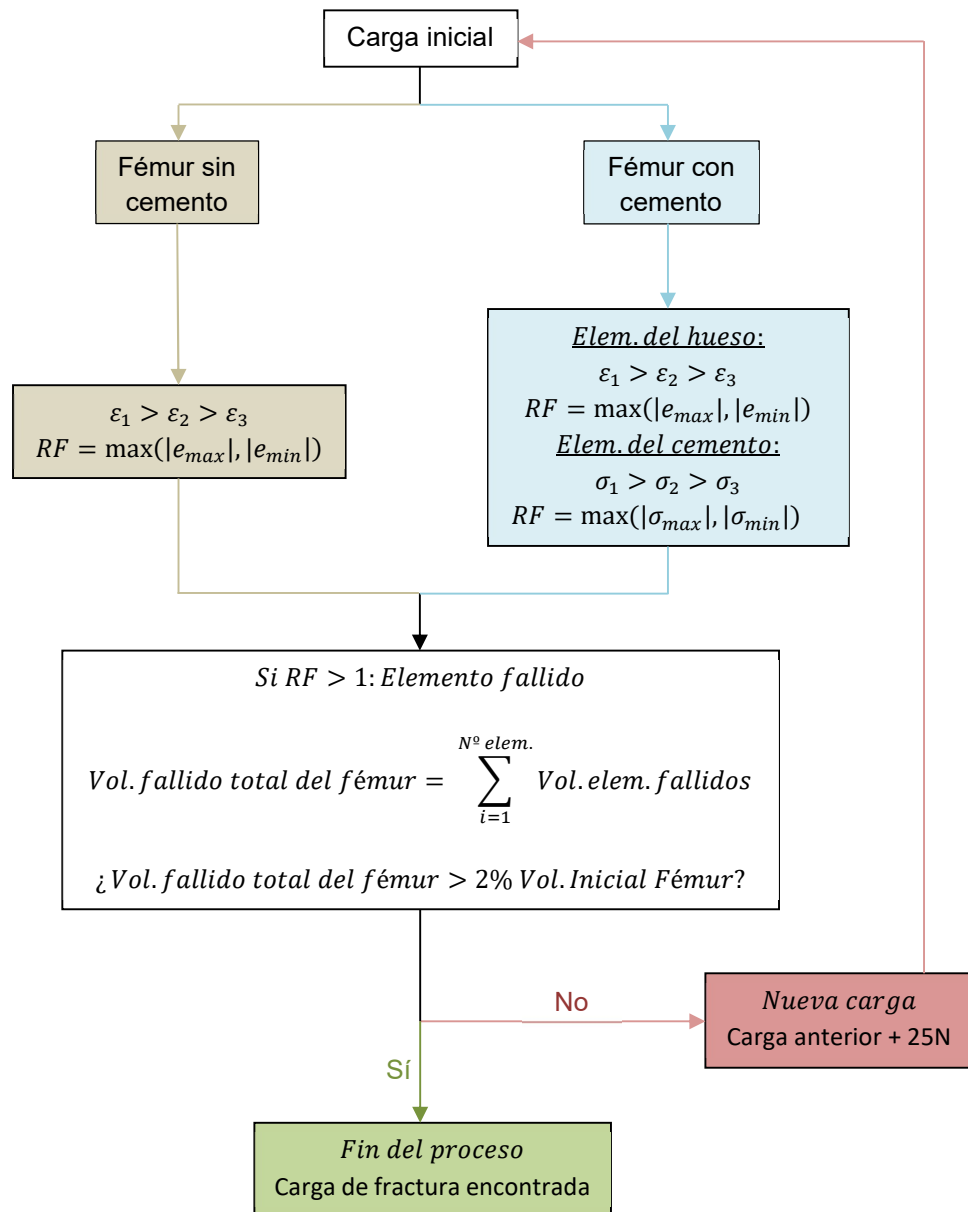 Carga inicial
Fémur sin
cemento
Fémur con
cemento
ε₁ > ε₂ > ε₃
RF = max(|eₘₐₓ|, |eₘᵢₙ|)
Elem. del hueso:
ε₁ > ε₂ > ε₃
RF = max(|eₘₐₓ|, |eₘᵢₙ|)
Elem. del cemento:
σ₁ > σ₂ > σ₃
RF = max(|σₘₐₓ|, |σₘᵢₙ|)
Si RF > 1: Elemento fallido
Nº elem.
Vol. fallido total del fémur = ∑ Vol. elem. fallidos
i=1
¿Vol. fallido total del fémur > 2% Vol. Inicial Fémur?
No
Nueva carga
Carga anterior + 25N
Sí
Fin del proceso
Carga de fractura encontrada